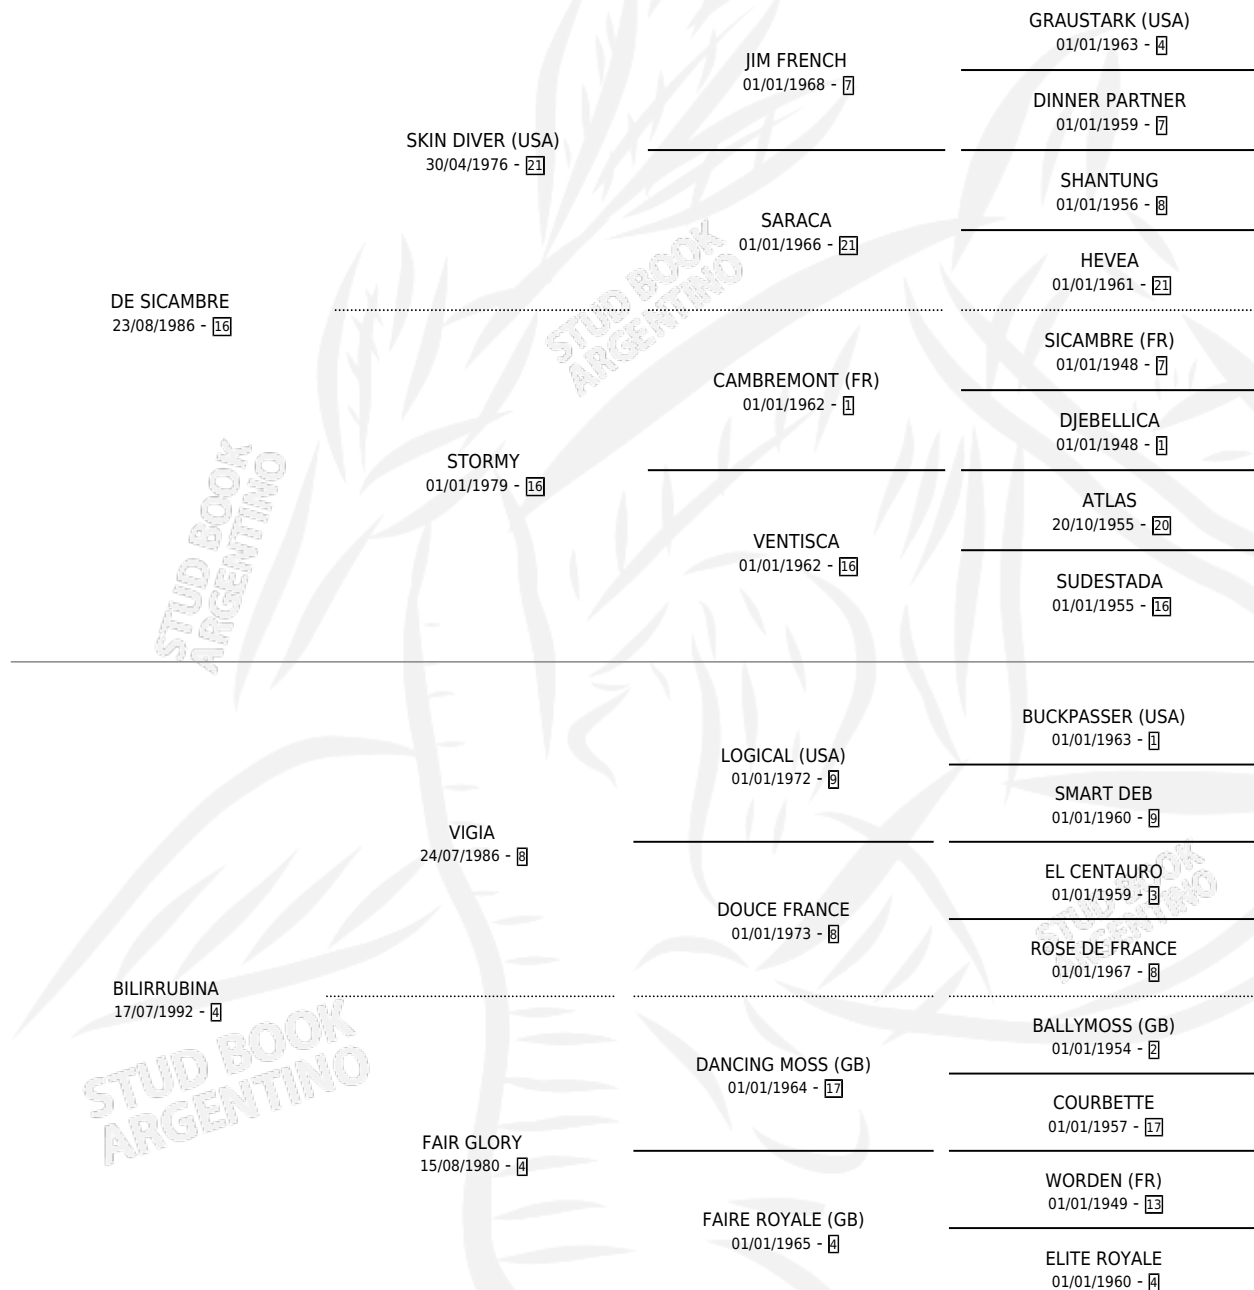 GRAUSTARK (USA)
01/01/1963 - 4
JIM FRENCH
01/01/1968 - 7
DINNER PARTNER
01/01/1959 - 7
SKIN DIVER (USA)
30/04/1976 - 21
SHANTUNG
01/01/1956 - 8
SARACA
01/01/1966 - 21
HEVEA
01/01/1961 - 21
DE SICAMBRE
23/08/1986 - 16
SICAMBRE (FR)
01/01/1948 - 7
CAMBREMONT (FR)
01/01/1962 - 1
DJEBELLICA
01/01/1948 - 1
STORMY
01/01/1979 - 16
ATLAS
20/10/1955 - 20
VENTISCA
01/01/1962 - 16
SUDESTADA
01/01/1955 - 16
BUCKPASSER (USA)
01/01/1963 - 1
LOGICAL (USA)
01/01/1972 - 9
SMART DEB
01/01/1960 - 9
VIGIA
24/07/1986 - 8
EL CENTAURO
01/01/1959 - 3
DOUCE FRANCE
01/01/1973 - 8
ROSE DE FRANCE
01/01/1967 - 8
BILIRRUBINA
17/07/1992 - 4
BALLYMOSS (GB)
01/01/1954 - 2
DANCING MOSS (GB)
01/01/1964 - 17
COURBETTE
01/01/1957 - 17
FAIR GLORY
15/08/1980 - 4
WORDEN (FR)
01/01/1949 - 13
FAIRE ROYALE (GB)
01/01/1965 - 4
ELITE ROYALE
01/01/1960 - 4
STUD BOOK
ARGENTINO
STUD BOOK
ARGENTINO
STUD BOOK
ARGENTINO
STUD BOOK
ARGENTINO